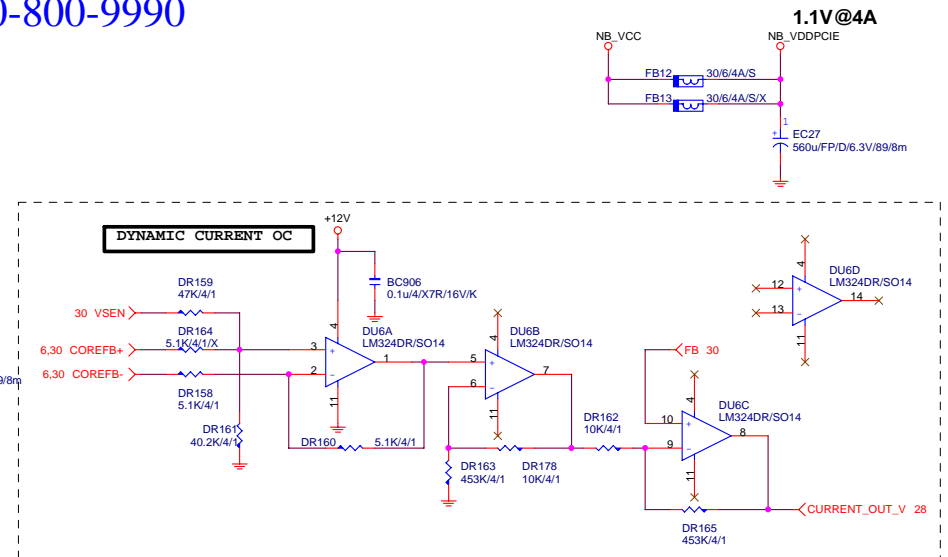 0-800-9990
1.1V@4A
NB_VCC
NB_VDDPCIE
FB12
30/6/4A/S
FB13
30/6/4A/S/X
1
+
EC27
560u/FP/D/6.3V/89/8m
DYNAMIC CURRENT OC
+12V
BC906
0.1u/4/X7R/16V/K
DR159
47K/4/1
30 VSEN
DR164
5.1K/4/1/X
6,30 COREFB+
6,30 COREFB-
9/8m
DR158
5.1K/4/1
DR161
40.2K/4/1
DR160
5.1K/4/1
DU6A
LM324DR/SO14
3
+
2
-
4
11
1
DU6B
LM324DR/SO14
5
+
6
-
4
11
7
DR163
453K/4/1
DR178
10K/4/1
DR162
10K/4/1
FB 30
DU6C
LM324DR/SO14
10
+
9
-
4
11
8
DR165
453K/4/1
CURRENT_OUT_V 28
DU6D
LM324DR/SO14
12
+
13
-
4
11
14